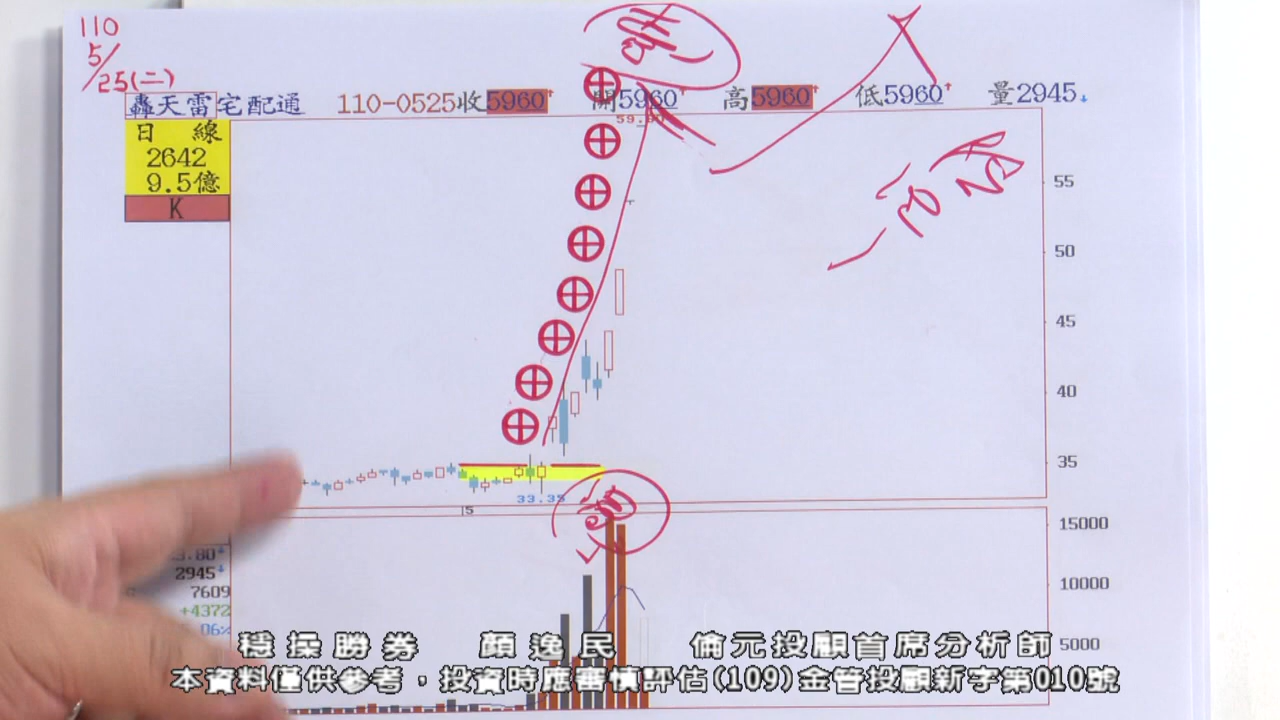 110
5/
25(二)
轟天雷宅配通 110-0525收5960↑ 開5960↑ 高5960↑ 低5960↑ 量2945↓
日線
2642
9.5億
K
59.60
55
50
45
40
35
33.35
5
15000
10000
5000
3.80↑
2945↓
7609
+4372
06%
穩操勝券 顏逸民 倫元投顧首席分析師
本資料僅供參考,投資時應審慎評估(109)金管投顧新字第010號